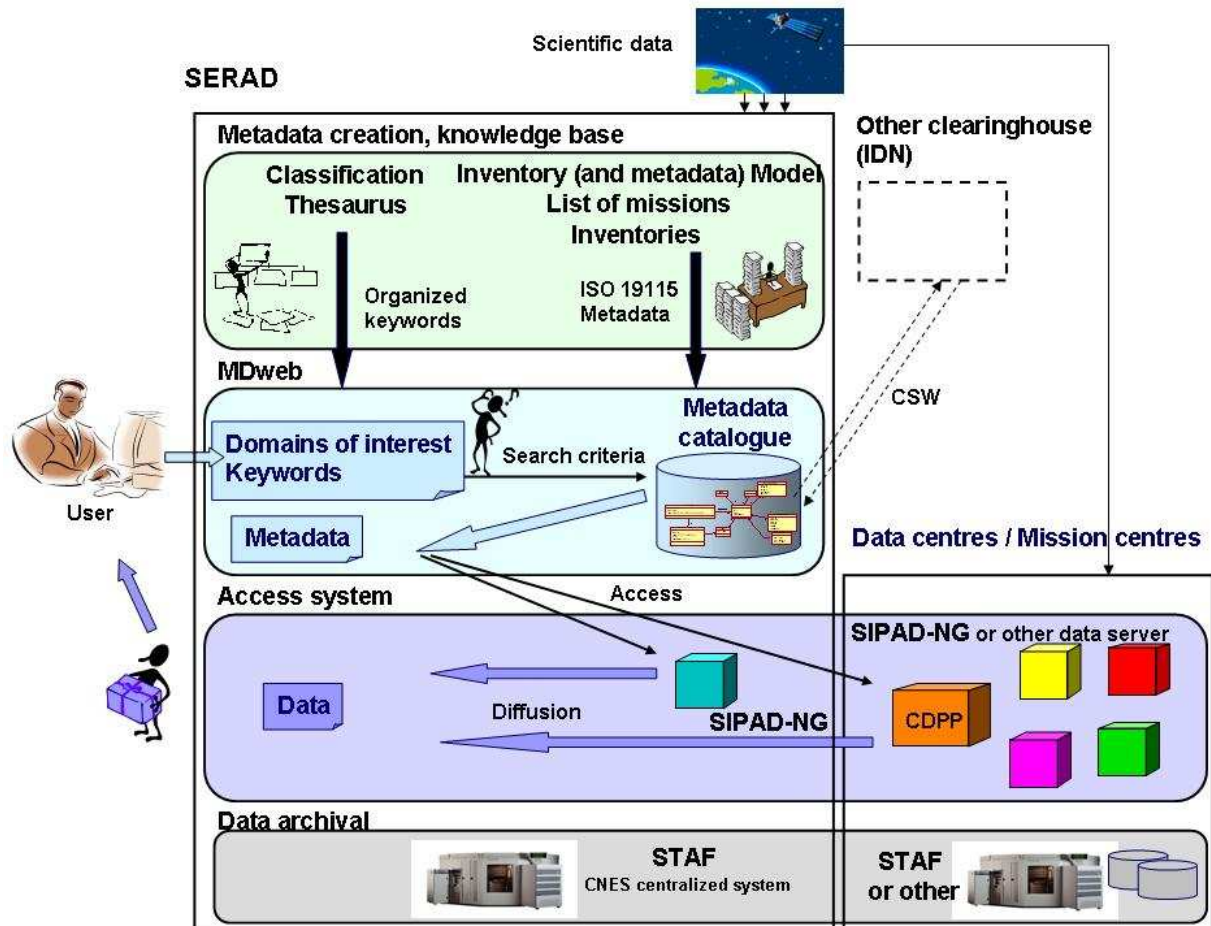 Scientific data
SERAD
Metadata creation, knowledge base
Classification
Thesaurus
Inventory (and metadata) Model
List of missions
Inventories
Organized
keywords
ISO 19115
Metadata
Other clearinghouse
(IDN)
CSW
MDweb
Domains of interest
Keywords
Search criteria
Metadata
catalogue
User
Metadata
Data centres / Mission centres
Access system
Access
SIPAD-NG or other data server
Data
Diffusion
SIPAD-NG
CDPP
Data archival
STAF
CNES centralized system
STAF
or other